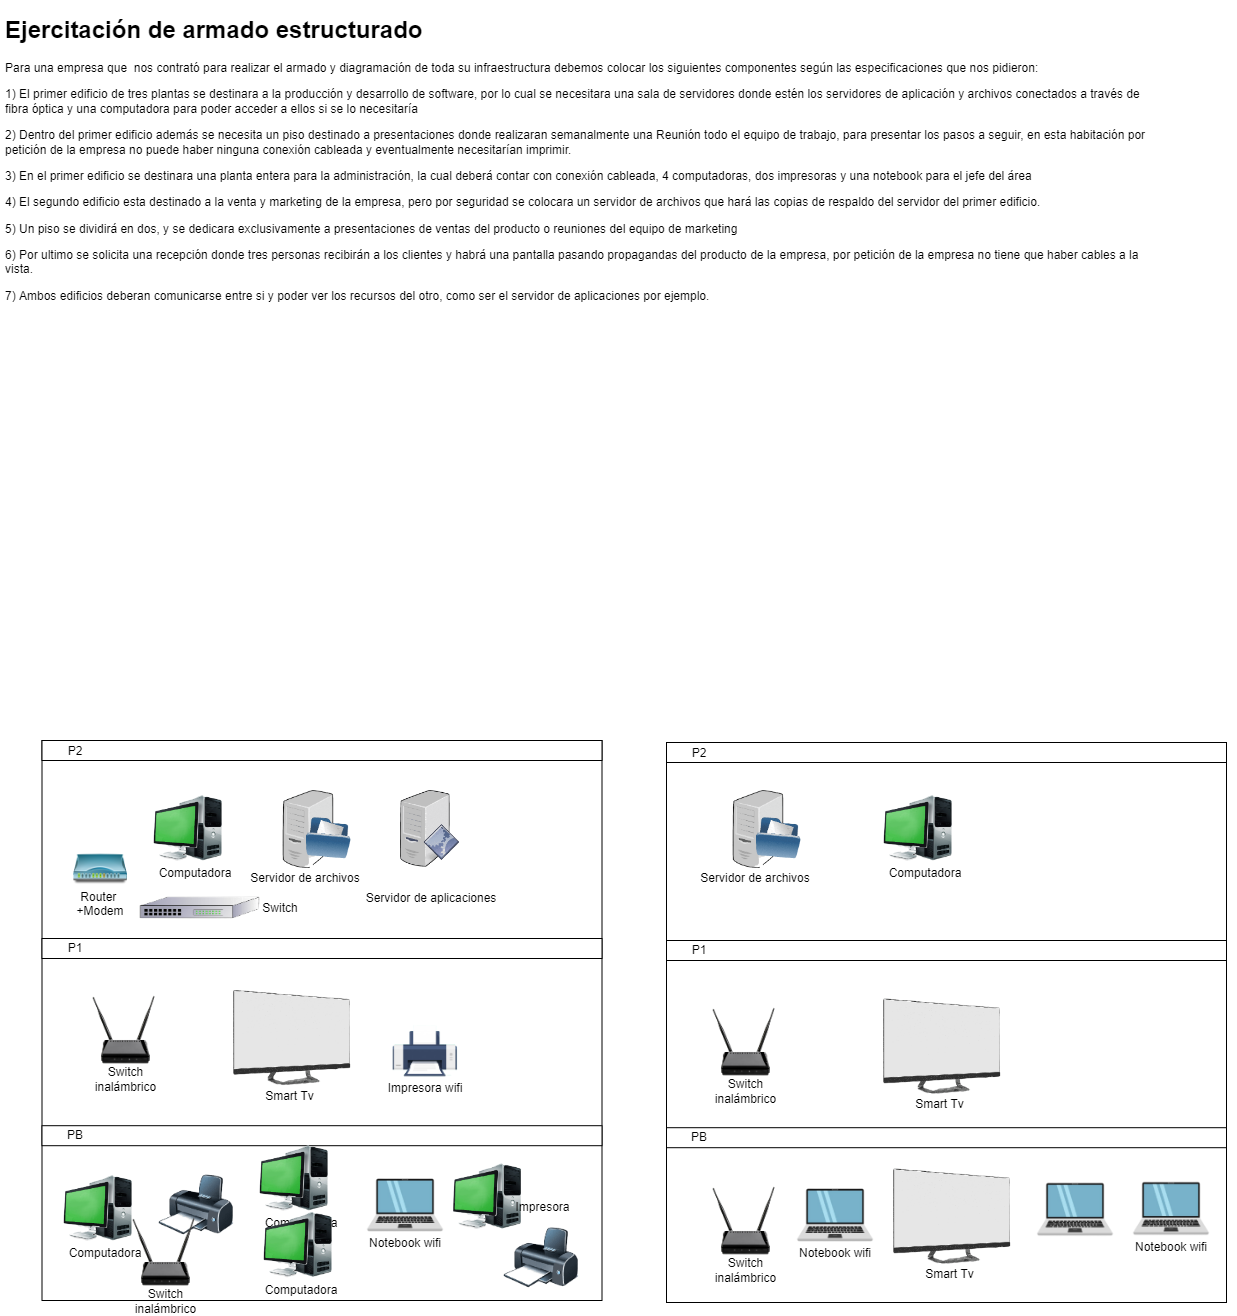 Ejercitación de armado estructurado
Para una empresa que  nos contrató para realizar el armado y diagramación de toda su infraestructura debemos colocar los siguientes componentes según las especificaciones que nos pidieron:
1) El primer edificio de tres plantas se destinara a la producción y desarrollo de software, por lo cual se necesitara una sala de servidores donde estén los servidores de aplicación y archivos conectados a través de
fibra óptica y una computadora para poder acceder a ellos si se lo necesitaría
2) Dentro del primer edificio además se necesita un piso destinado a presentaciones donde realizaran semanalmente una Reunión todo el equipo de trabajo, para presentar los pasos a seguir, en esta habitación por
petición de la empresa no puede haber ninguna conexión cableada y eventualmente necesitarían imprimir.
3) En el primer edificio se destinara una planta entera para la administración, la cual deberá contar con conexión cableada, 4 computadoras, dos impresoras y una notebook para el jefe del área
4) El segundo edificio esta destinado a la venta y marketing de la empresa, pero por seguridad se colocara un servidor de archivos que hará las copias de respaldo del servidor del primer edificio.
5) Un piso se dividirá en dos, y se dedicara exclusivamente a presentaciones de ventas del producto o reuniones del equipo de marketing
6) Por ultimo se solicita una recepción donde tres personas recibirán a los clientes y habrá una pantalla pasando propagandas del producto de la empresa, por petición de la empresa no tiene que haber cables a la
vista.
7) Ambos edificios deberan comunicarse entre si y poder ver los recursos del otro, como ser el servidor de aplicaciones por ejemplo.
P2
Computadora
Servidor de archivos
Servidor de aplicaciones
Router
+Modem
Switch
P1
Switch
inalámbrico
Smart Tv
Impresora wifi
PB
Computadora
Notebook wifi
Impresora
Computadora
Switch
inalámbrico
P2
Servidor de archivos
Computadora
P1
Switch
inalámbrico
Smart Tv
PB
Switch
inalámbrico
Notebook wifi
Smart Tv
Notebook wifi